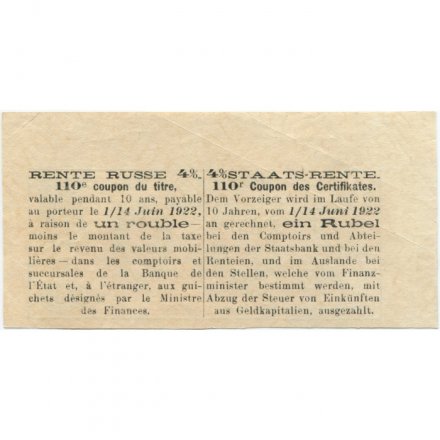 RENTE RUSSE 4%.
110e coupon du titre,
valable pendant 10 ans, payable
au porteur le 1/14 Juin 1922,
à raison de un rouble—
moins le montant de la taxe
sur le revenu des valeurs mobi-
lières—dans les comptoirs et
succursales de la Banque de
l'État et, à l'étranger, aux gui-
chets désignés par le Ministre
des Finances.
4% STAATS-RENTE.
110r Coupon des Certifikates.
Dem Vorzeiger wird im Laufe von
10 Jahren, vom 1/14 Juni 1922
an gerechnet, ein Rubel
bei den Comptoirs und Abtei-
lungen der Staatsbank und bei den
Renteien, und im Auslande bei
den Stellen, welche vom Finanz-
minister bestimmt werden, mit
Abzug der Steuer von Einkünften
aus Geldkapitalien, ausgezahlt.